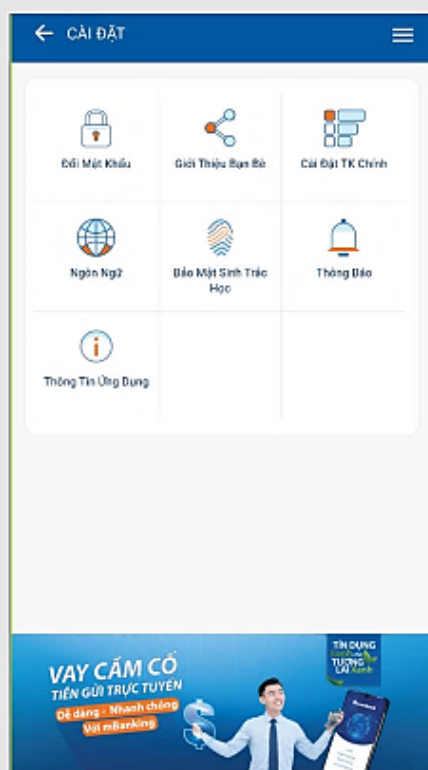 CÀI ĐẶT
Đổi Mật Khẩu
Giới Thiệu Bạn Bè
Cài Đặt TK Chính
Ngôn Ngữ
Bảo Mật Sinh Trắc
Học
Thông Báo
Thông Tin Ứng Dụng
VAY CẦM CỐ
TIỀN GỬI TRỰC TUYẾN
Dễ dàng - Nhanh chóng
Với mBanking
TÍN DỤNG
TƯƠNG
LAI Xanh